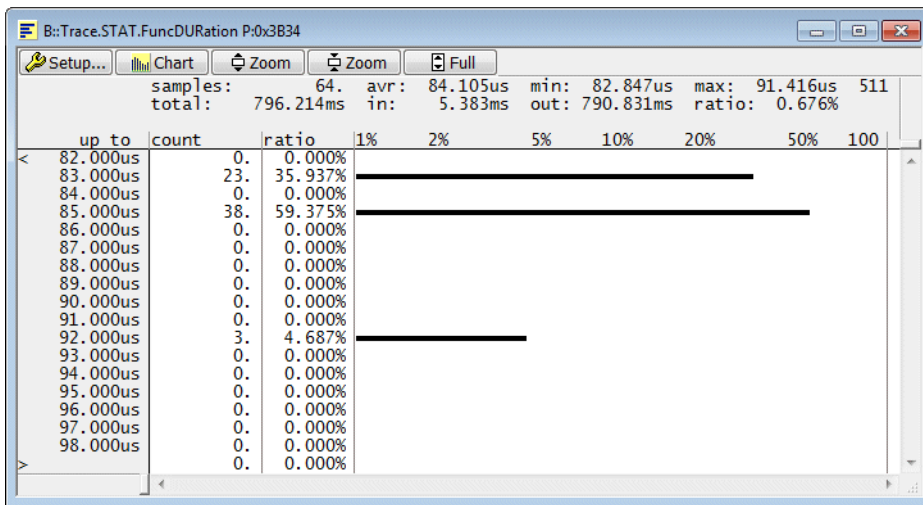 B::Trace.STAT.FuncDURation P:0x3B34
Setup... Chart Zoom Zoom Full
samples: 64. avr: 84.105us min: 82.847us max: 91.416us 511
total: 796.214ms in: 5.383ms out: 790.831ms ratio: 0.676%
up to count ratio 1% 2% 5% 10% 20% 50% 100
< 82.000us 0. 0.000%
83.000us 23. 35.937%
84.000us 0. 0.000%
85.000us 38. 59.375%
86.000us 0. 0.000%
87.000us 0. 0.000%
88.000us 0. 0.000%
89.000us 0. 0.000%
90.000us 0. 0.000%
91.000us 0. 0.000%
92.000us 3. 4.687%
93.000us 0. 0.000%
94.000us 0. 0.000%
95.000us 0. 0.000%
96.000us 0. 0.000%
97.000us 0. 0.000%
98.000us 0. 0.000%
> 0. 0.000%